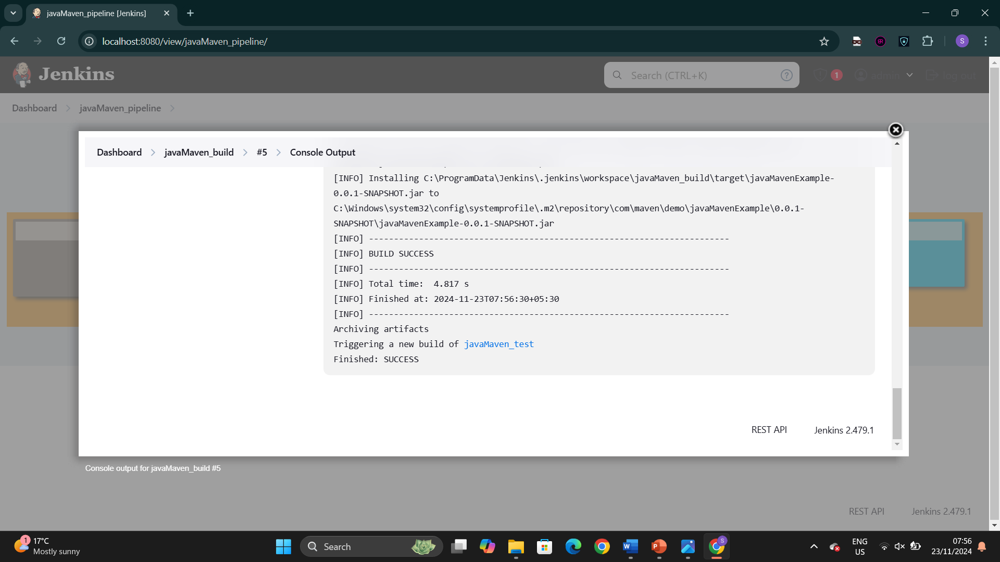 javaMaven_pipeline [Jenkins]
localhost:8080/view/javaMaven_pipeline/
BR
S
Jenkins
Search (CTRL+K)
1
admin
log out
Dashboard
javaMaven_pipeline
Dashboard
javaMaven_build
#5
Console Output
[INFO] Installing C:\ProgramData\Jenkins\.jenkins\workspace\javaMaven_build\target\javaMavenExample-
0.0.1-SNAPSHOT.jar to
C:\Windows\system32\config\systemprofile\.m2\repository\com\maven\demo\javaMavenExample\0.0.1-
SNAPSHOT\javaMavenExample-0.0.1-SNAPSHOT.jar
[INFO] ------------------------------------------------------------------------
[INFO] BUILD SUCCESS
[INFO] ------------------------------------------------------------------------
[INFO] Total time:  4.817 s
[INFO] Finished at: 2024-11-23T07:56:30+05:30
[INFO] ------------------------------------------------------------------------
Archiving artifacts
Triggering a new build of javaMaven_test
Finished: SUCCESS
REST API
Jenkins 2.479.1
Console output for javaMaven_build #5
REST API
Jenkins 2.479.1
1
17°C
Mostly sunny
Search
S
ENG
US
07:56
23/11/2024